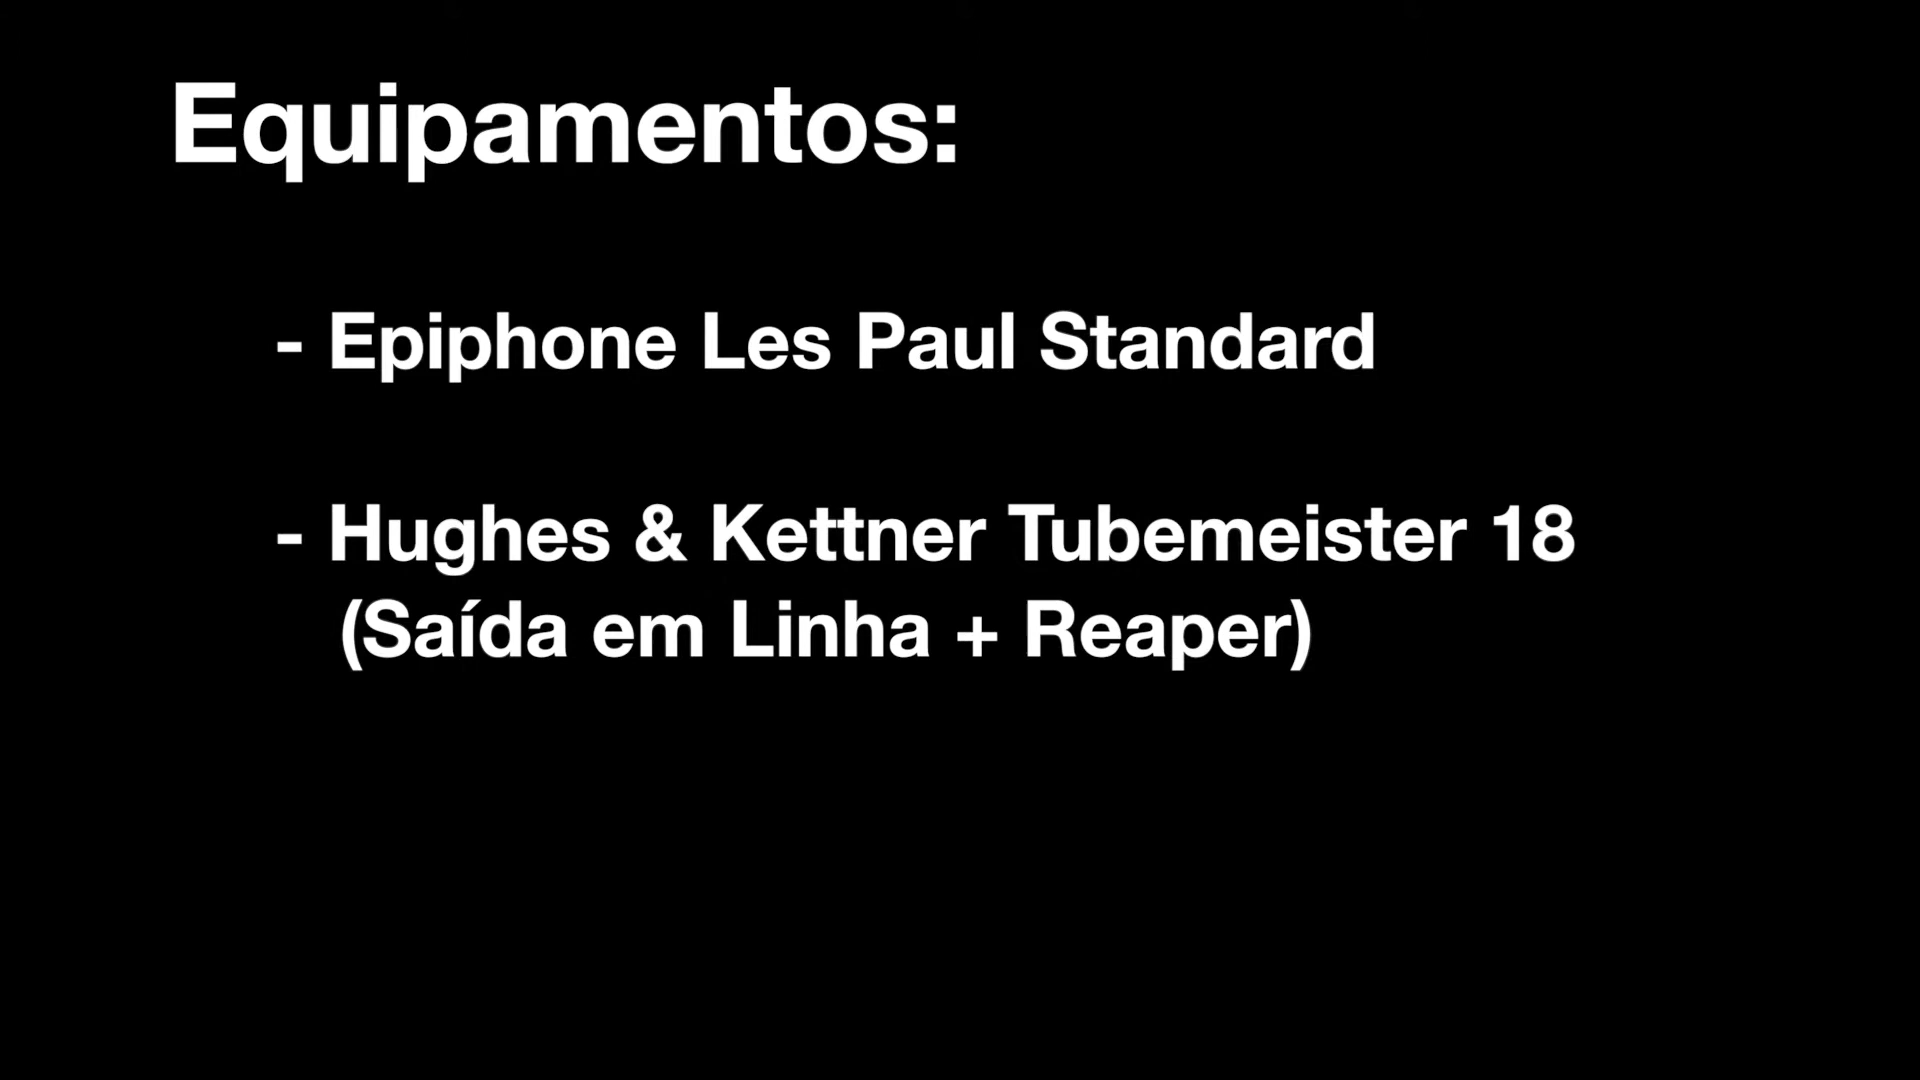 Equipamentos:
- Epiphone Les Paul Standard
- Hughes & Kettner Tubemeister 18
(Saída em Linha + Reaper)